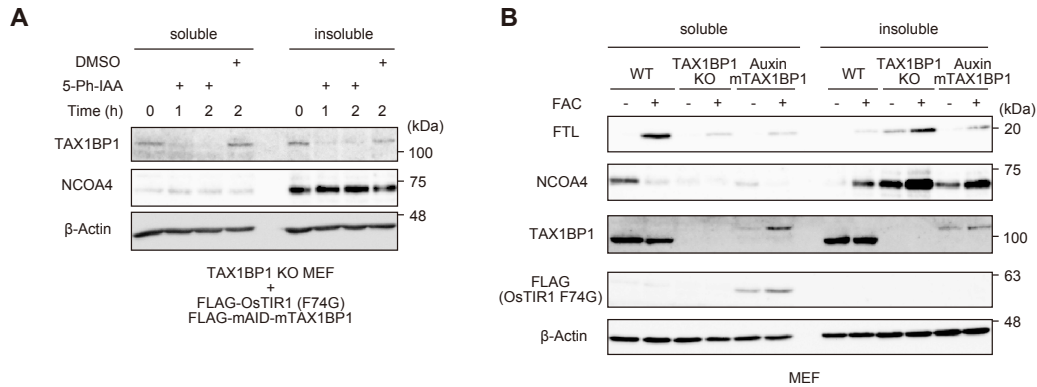 A
soluble
insoluble
DMSO + +
5-Ph-IAA + + + +
Time (h) 0 1 2 2 0 1 2 2
(kDa)
TAX1BP1
100
NCOA4
75
β-Actin
48
TAX1BP1 KO MEF
+
FLAG-OsTIR1 (F74G)
FLAG-mAID-mTAX1BP1
B
soluble
insoluble
WT TAX1BP1 KO Auxin mTAX1BP1 WT TAX1BP1 KO Auxin mTAX1BP1
FAC - + - + - + - + - + - +
(kDa)
FTL
20
NCOA4
75
TAX1BP1
100
FLAG
(OsTIR1 F74G)
63
β-Actin
48
MEF